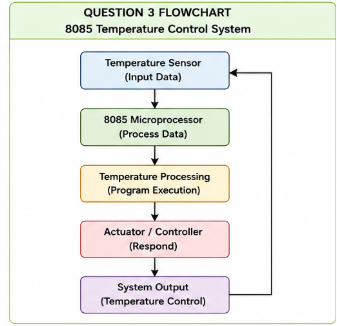 QUESTION 3 FLOWCHART
8085 Temperature Control System
Temperature Sensor
(Input Data)
8085 Microprocessor
(Process Data)
Temperature Processing
(Program Execution)
Actuator / Controller
(Respond)
System Output
(Temperature Control)